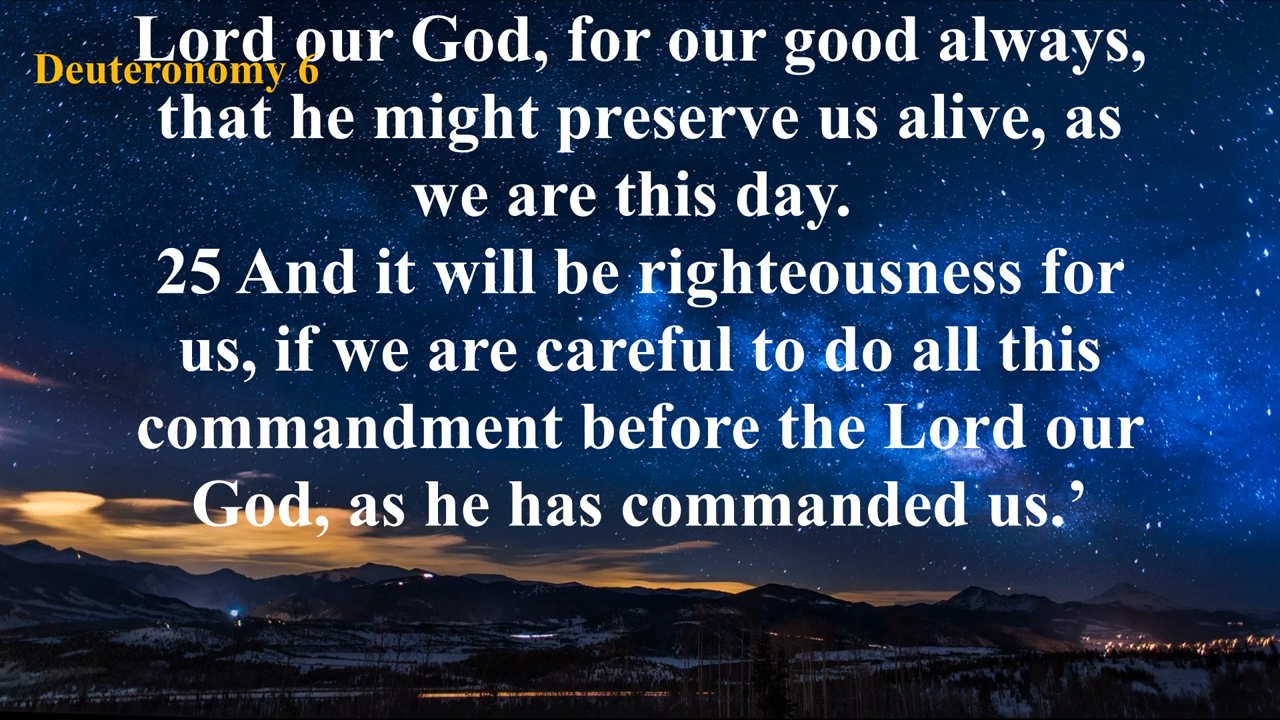 Lord our God, for our good always,
Deuteronomy 6
that he might preserve us alive, as
we are this day.
25 And it will be righteousness for
us, if we are careful to do all this
commandment before the Lord our
God, as he has commanded us.’